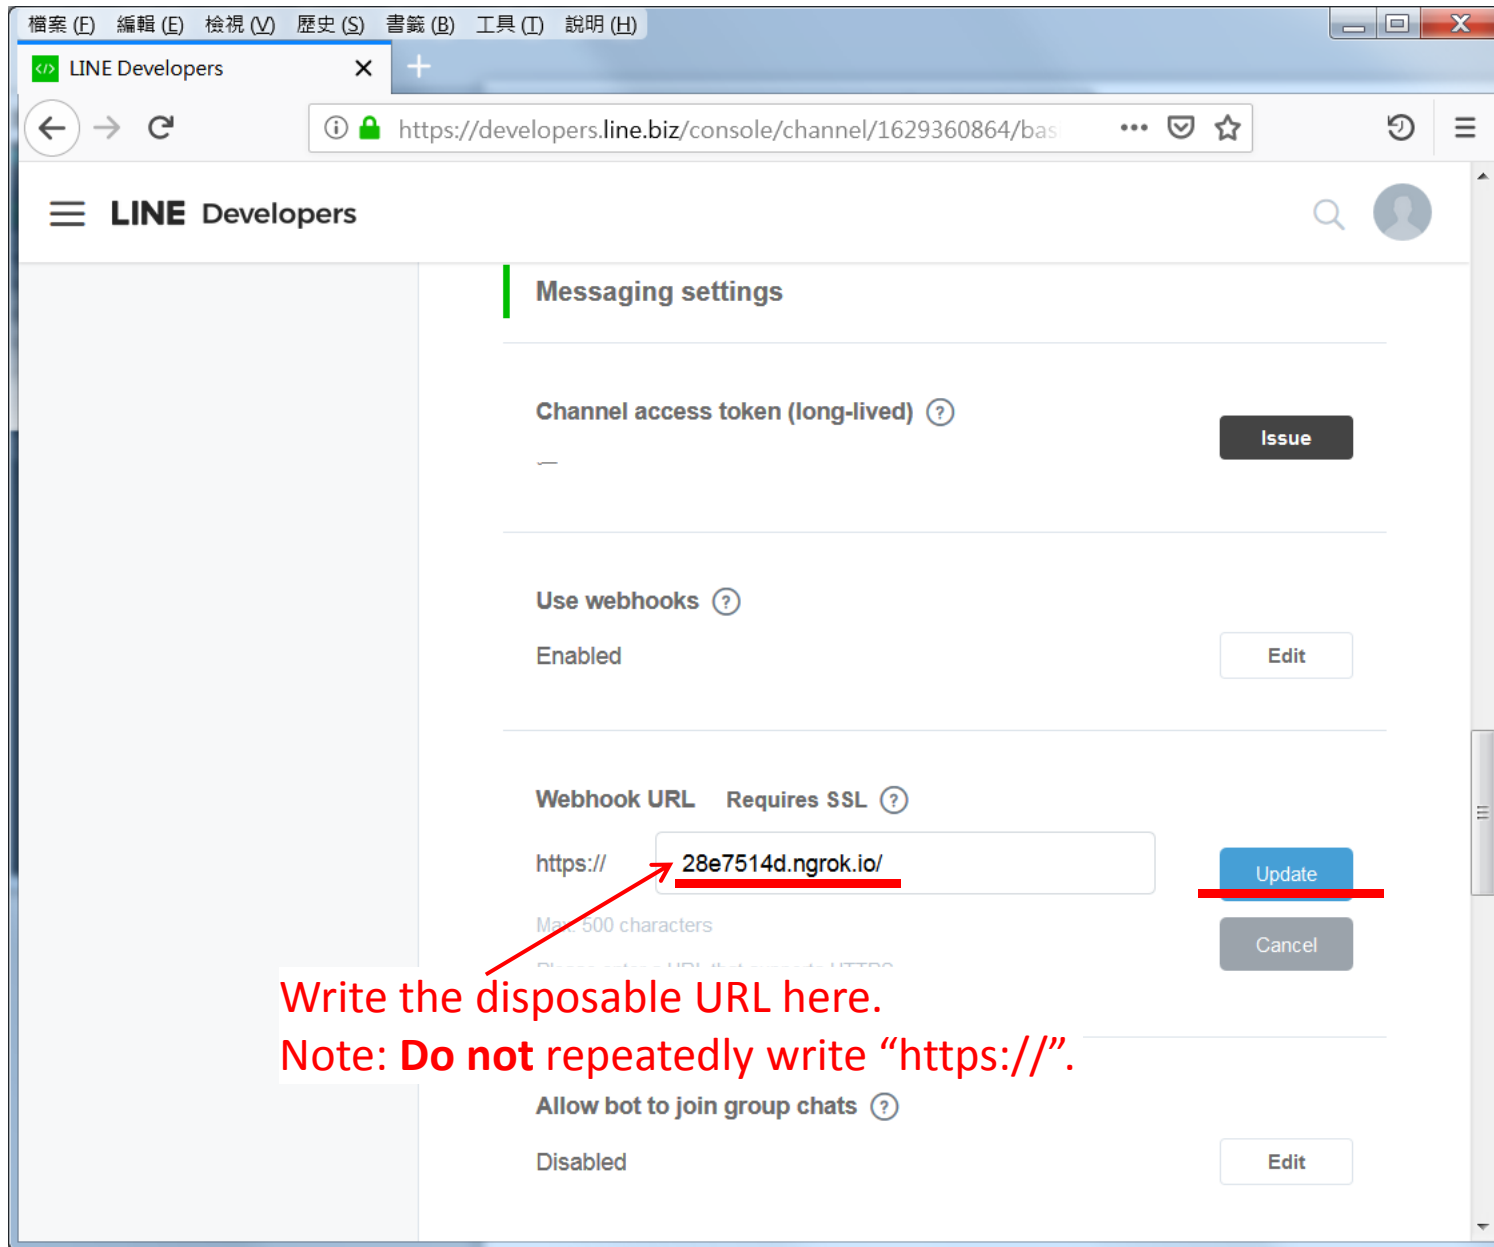 檔案(F) 編輯(E) 檢視(V) 歷史(S) 書籤(B) 工具(T) 說明(H)
LINE Developers
https://developers.line.biz/console/channel/1629360864/bas
LINE Developers
Messaging settings
Channel access token (long-lived)
Issue
Use webhooks
Enabled
Edit
Webhook URL Requires SSL
https://
28e7514d.ngrok.io/
Update
Max. 500 characters
Cancel
Write the disposable URL here.
Note: Do not repeatedly write “https://”.
Allow bot to join group chats
Disabled
Edit